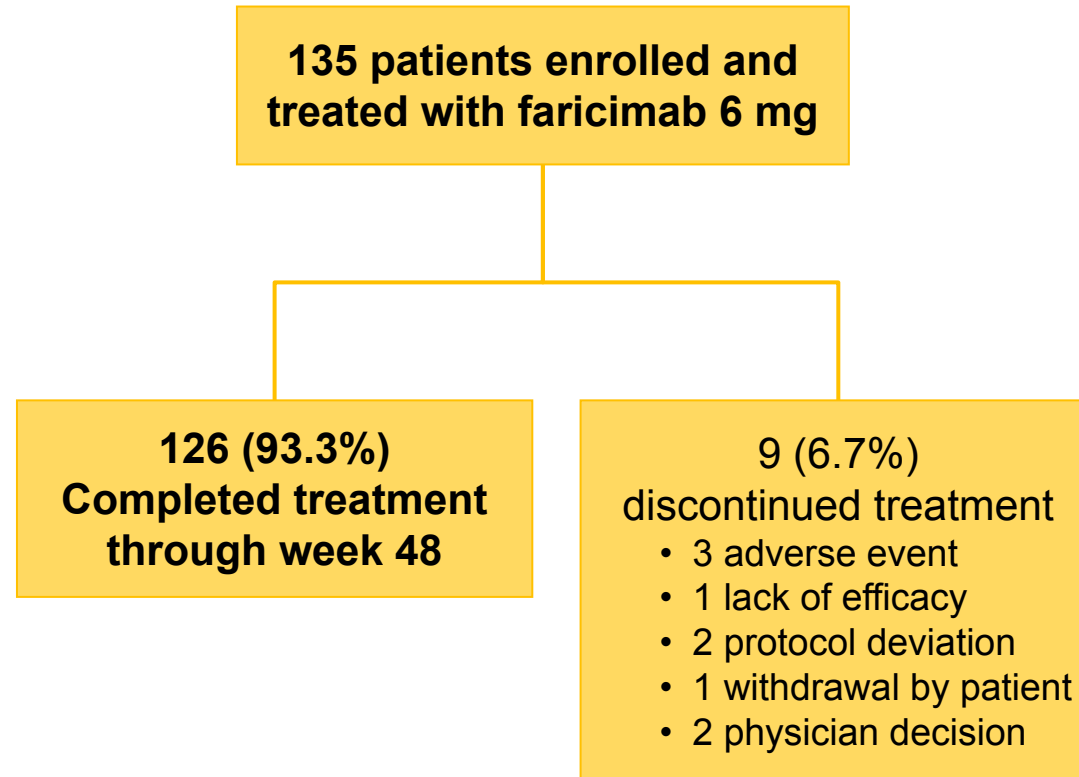 135 patients enrolled and
treated with faricimab 6 mg
126 (93.3%)
Completed treatment
through week 48
9 (6.7%)
discontinued treatment
• 3 adverse event
• 1 lack of efficacy
• 2 protocol deviation
• 1 withdrawal by patient
• 2 physician decision